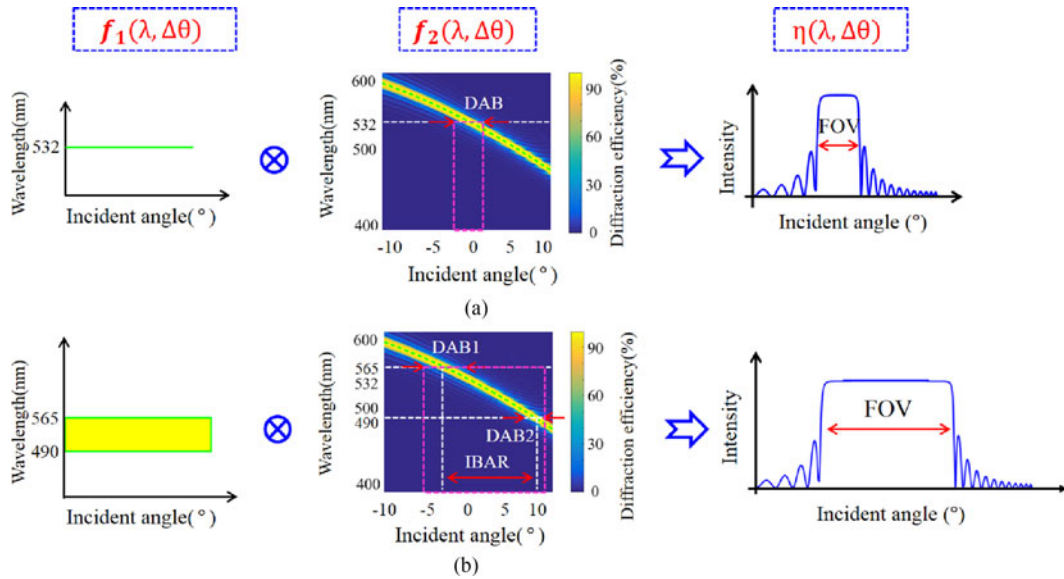 f₁(λ, Δθ)
f₂(λ, Δθ)
η(λ, Δθ)
Wavelength(nm)
532
Incident angle(°)
Wavelength(nm)
600
532
500
400
DAB
-10 -5 0 5 10
Incident angle(°)
90
60
30
0
Diffraction efficiency(%)
Intensity
FOV
Incident angle (°)
(a)
Wavelength(nm)
565
490
Incident angle(°)
Wavelength(nm)
600
565
532
500
490
400
DAB1
DAB2
IBAR
-10 -5 0 5 10
Incident angle(°)
90
60
30
0
Diffraction efficiency(%)
Intensity
FOV
Incident angle (°)
(b)